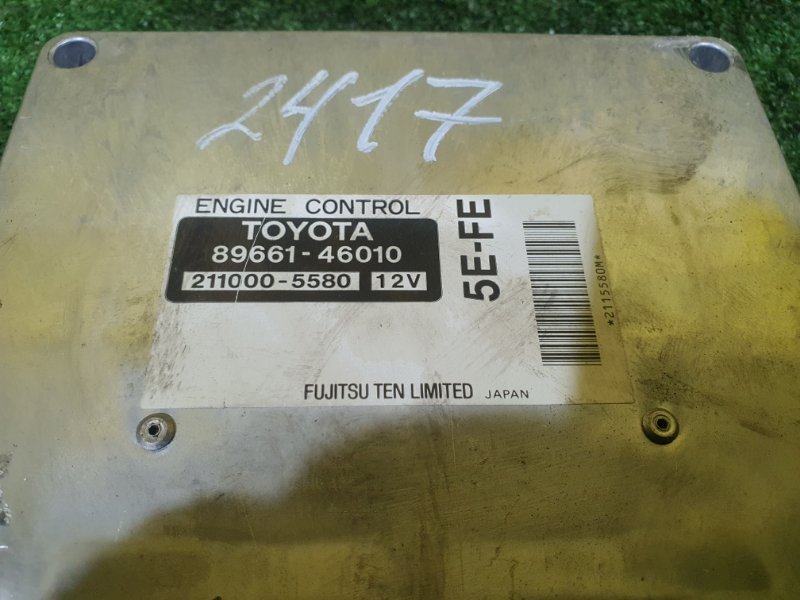 2417
ENGINE CONTROL
TOYOTA
89661-46010
211000-5580 12V
5E-FE
*2115580M*
FUJITSU TEN LIMITED JAPAN